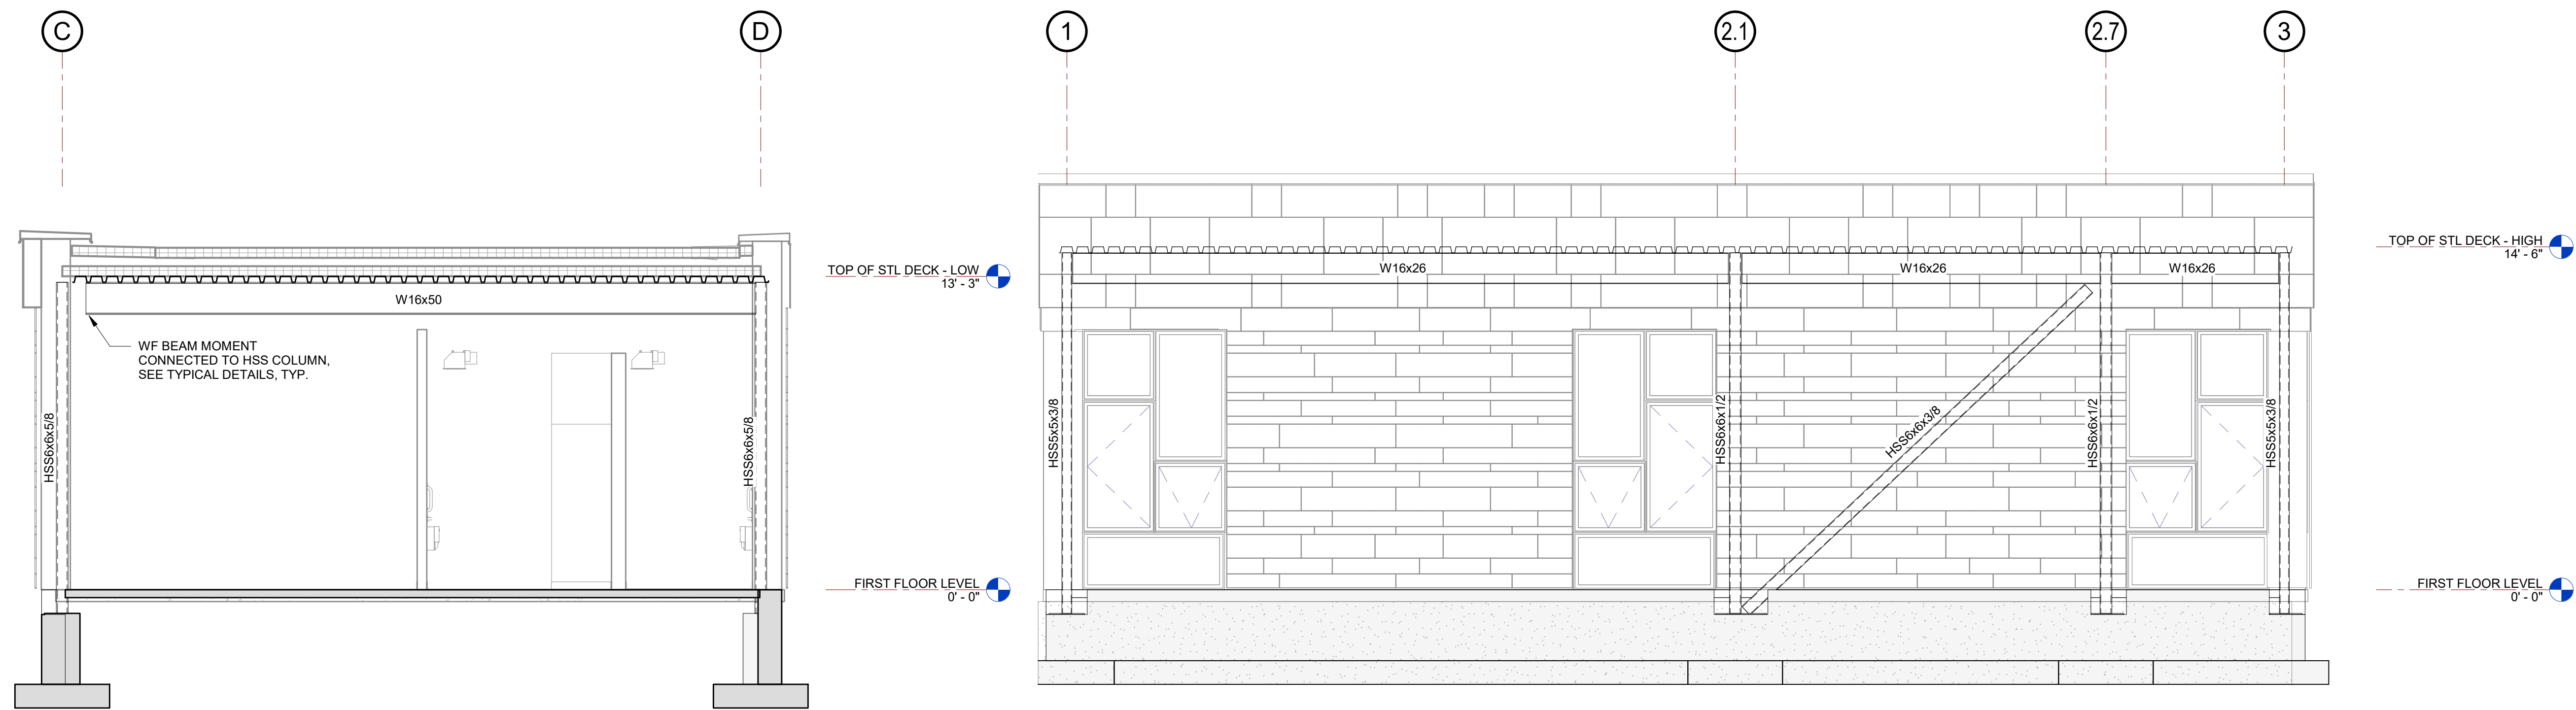 C
D
TOP OF STL DECK - LOW
13' - 3"
W16x50
WF BEAM MOMENT
CONNECTED TO HSS COLUMN,
SEE TYPICAL DETAILS, TYP.
HSS6x6x5/8
HSS6x6x5/8
FIRST FLOOR LEVEL
0' - 0"
1
2.1
2.7
3
TOP OF STL DECK - HIGH
14' - 6"
W16x26
W16x26
W16x26
HSS5x5x3/8
HSS6x6x1/2
HSS6x6x3/8
HSS6x6x1/2
HSS5x5x3/8
FIRST FLOOR LEVEL
0' - 0"